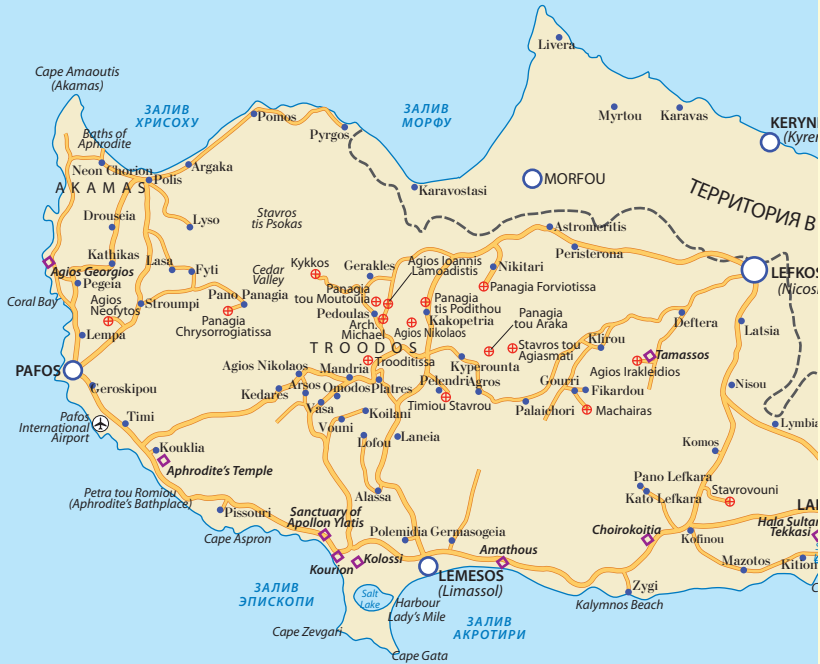 Livera
Cape Amaoutis
(Akamas)
ЗАЛИВ
ХРИСОХУ
Pomos
Pyrgos
ЗАЛИВ
МОРФУ
Myrtou
Karavas
KERYNI
(Kyren
Baths of
Aphrodite
Neon Chorion
AKAMAS
Polis
Argaka
Karavostasi
MORFOU
ТЕРРИТОРИЯ В
Drouseia
Lyso
Stavros
tis Psokas
Astromeritis
Peristerona
Kathikas
Lasa
Fyti
Cedar
Valley
Kykkos
Gerakles
Agios Ioannis
Lamoadistis
Nikitari
LEFKOS
(Nicosi
Agios Georgios
Pegeia
Coral Bay
Agios
Neofytos
Stroumpi
Pano Panagia
Panagia
Chrysorrogiatissa
Panagia
tou Moutoula
Pedoulas
Arch.
Michael
Agios Nikolaos
Panagia
tis Podithou
Kakopetria
Panagia Forviotissa
Panagia
tou Araka
Stavros tou
Agiasmati
Klirou
Deftera
Latsia
Lempa
TROODOS
Trooditissa
Kyperounta
Agios Irakleidios
Tamassos
PAFOS
Geroskipou
Agios Nikolaos
Mandria
Kedares
Arsos
Omodos
Platres
Pelendri
Agros
Gourri
Fikardou
Nisou
Vasa
Timiou Stavrou
Palaichori
Machairas
Pafos
International
Airport
Timi
Vouni
Koilani
Lofou
Laneia
Lymbia
Kouklia
Aphrodite's Temple
Komos
Petra tou Romiou
(Aphrodite's Bathplace)
Pissouri
Alassa
Pano Lefkara
Kato Lefkara
Stavrovouni
Sanctuary of
Apollon Ylatis
Cape Aspron
Polemidia
Germasogeia
Choirokoitia
Kofinou
LAR
Hala Sultan
Tekkasi
Kourion
Kolossi
Amathous
Mazotos
Kition
LEMESOS
(Limassol)
Zygi
Kalymnos Beach
ЗАЛИВ
ЭПИСКОПИ
Salt
Lake
Harbour
Lady's Mile
ЗАЛИВ
АКРОТИРИ
Cape Zevgari
Cape Gata